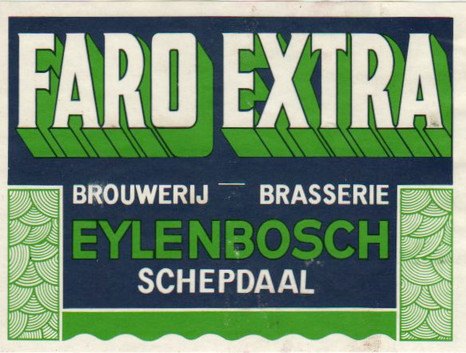 FARO EXTRA
BROUWERIJ — BRASSERIE
EYLENBOSCH
SCHEPDAAL